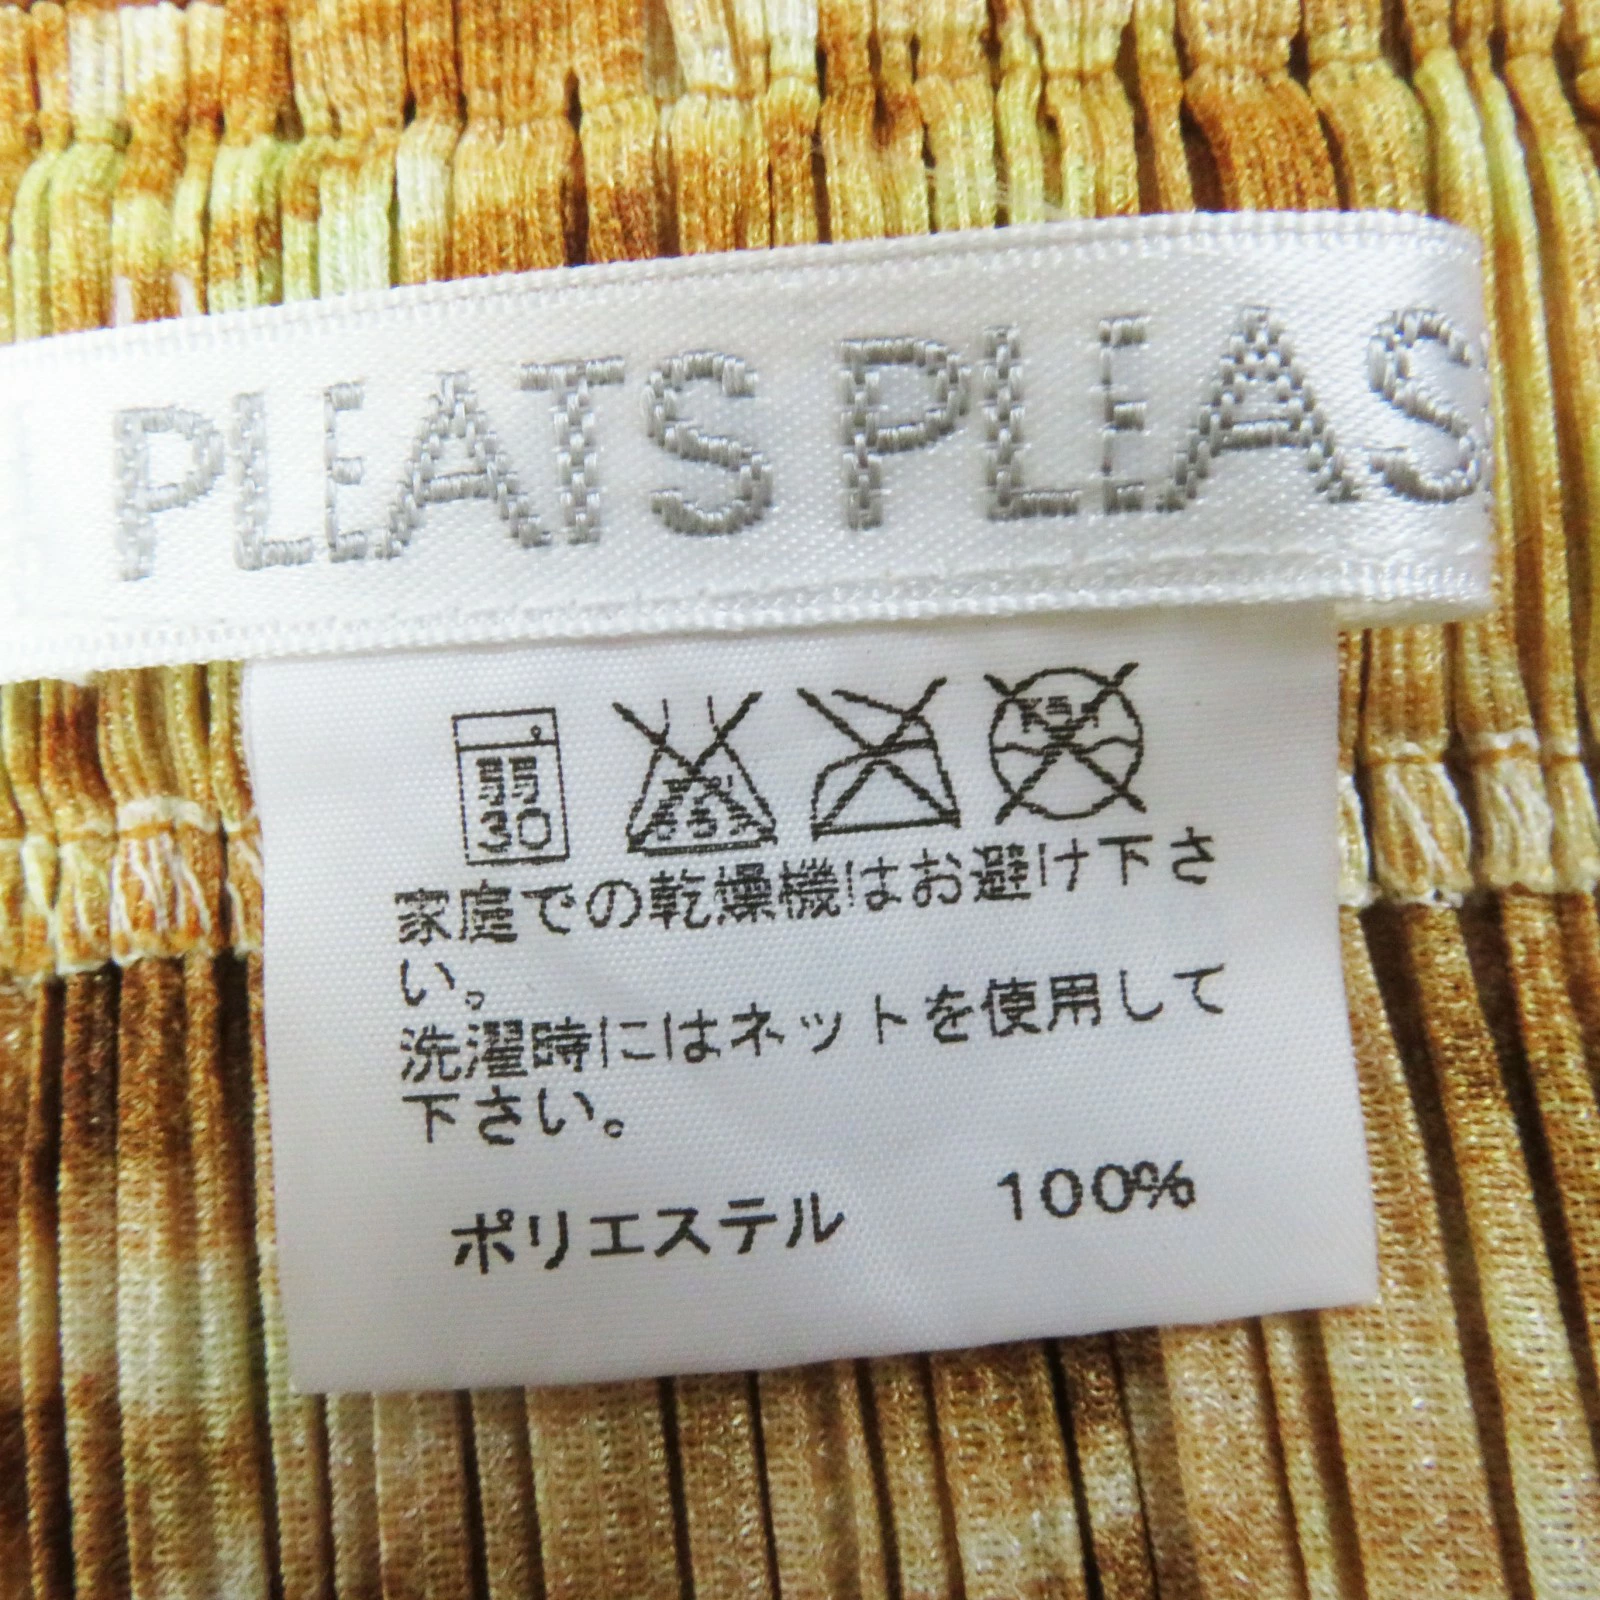 PLEATS PLEAS
弱
30
家庭での乾燥機はお避け下さ
い。
洗濯時にはネットを使用して
下さい。
ポリエステル 100%